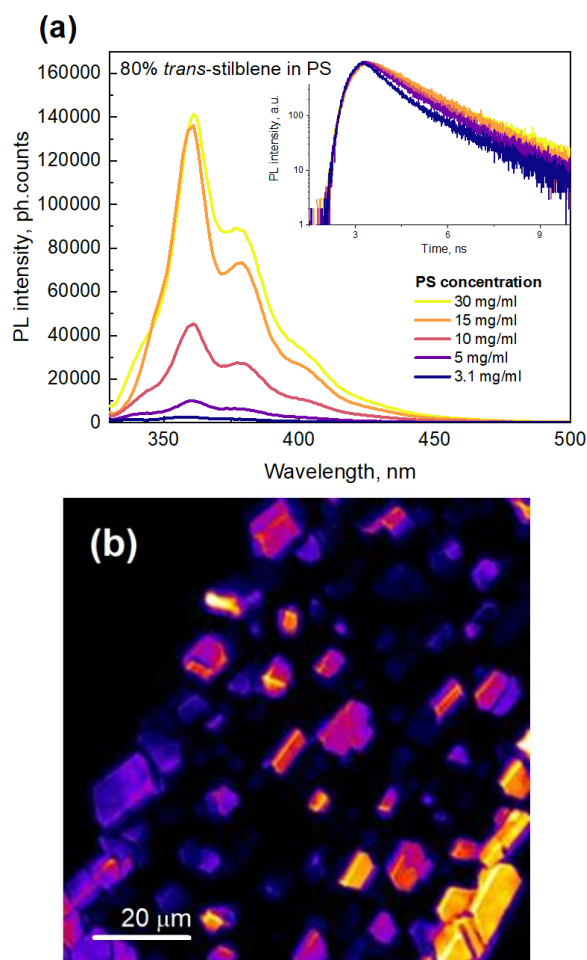 (a)
80% trans-stilbene in PS
PL intensity, ph.counts
160000
140000
120000
100000
80000
60000
40000
20000
0
350
400
450
500
Wavelength, nm
PL intensity, a.u.
100
10
1
3
6
9
Time, ns
PS concentration
30 mg/ml
15 mg/ml
10 mg/ml
5 mg/ml
3.1 mg/ml
(b)
20 μm